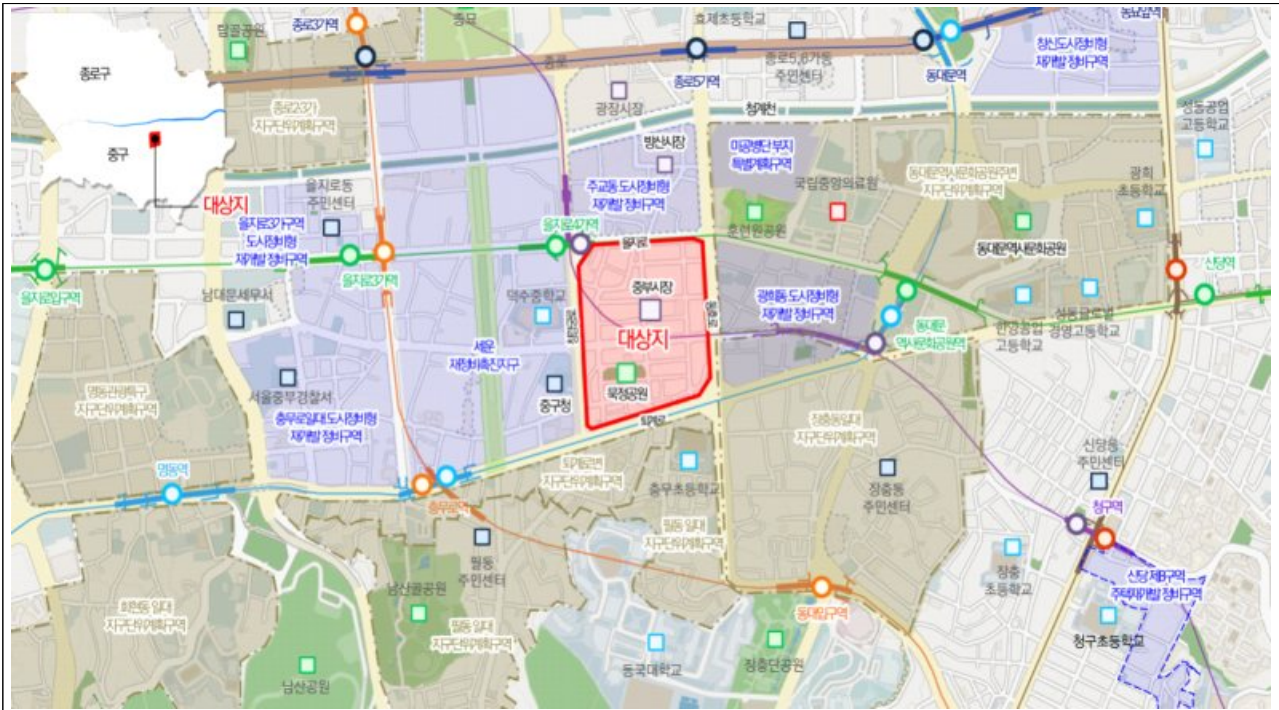 종로3가역
종묘
효제초등학교
동묘앞역
탑골공원
창신도시정비형
재개발 정비구역
종로
종로5,6가동
주민센터
종로구
종로5가역
동대문역
광장시장
청계천
종로2·3가
지구단위계획구역
성동공업
고등학교
방산시장
중구
미공병단 부지
특별계획구역
동대문역사문화공원주변
지구단위계획구역
광희
초등학교
을지로동
주민센터
주교동 도시정비형
재개발 정비구역
국립중앙의료원
대상지
을지로3가구역
도시정비형
재개발 정비구역
을지로4가역
을지로
훈련원공원
동대문역사문화공원
을지로입구역
을지로3가역
신당역
남대문세무서
덕수중학교
중부시장
광희동 도시정비형
재개발 정비구역
창경궁로
동호로
대상지
동대문
역사문화공원역
한양공업
고등학교
성동글로벌
경영고등학교
세운
재정비촉진지구
묵정공원
명동관광특구
지구단위계획구역
서울중부경찰서
중구청
충무로일대 도시정비형
재개발 정비구역
퇴계로
장충동일대
지구단위계획구역
명동역
퇴계로변
지구단위계획구역
신당동
주민센터
충무로역
충무초등학교
장충동
주민센터
청구역
필동 일대
지구단위계획구역
필동
주민센터
장충
초등학교
남산골공원
신당 제8구역
주택재개발 정비구역
회현동 일대
지구단위계획구역
필동 일대
지구단위계획구역
동대입구역
청구초등학교
동국대학교
장충단공원
남산공원